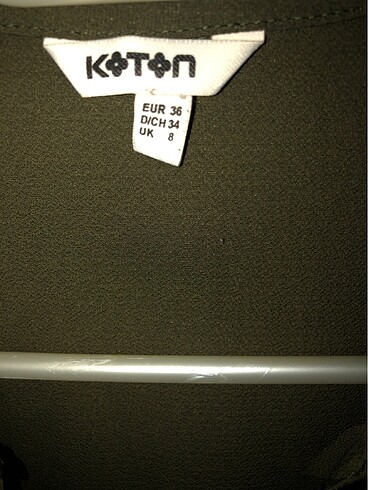 KOTON
EUR 36
D/CH 34
UK 8